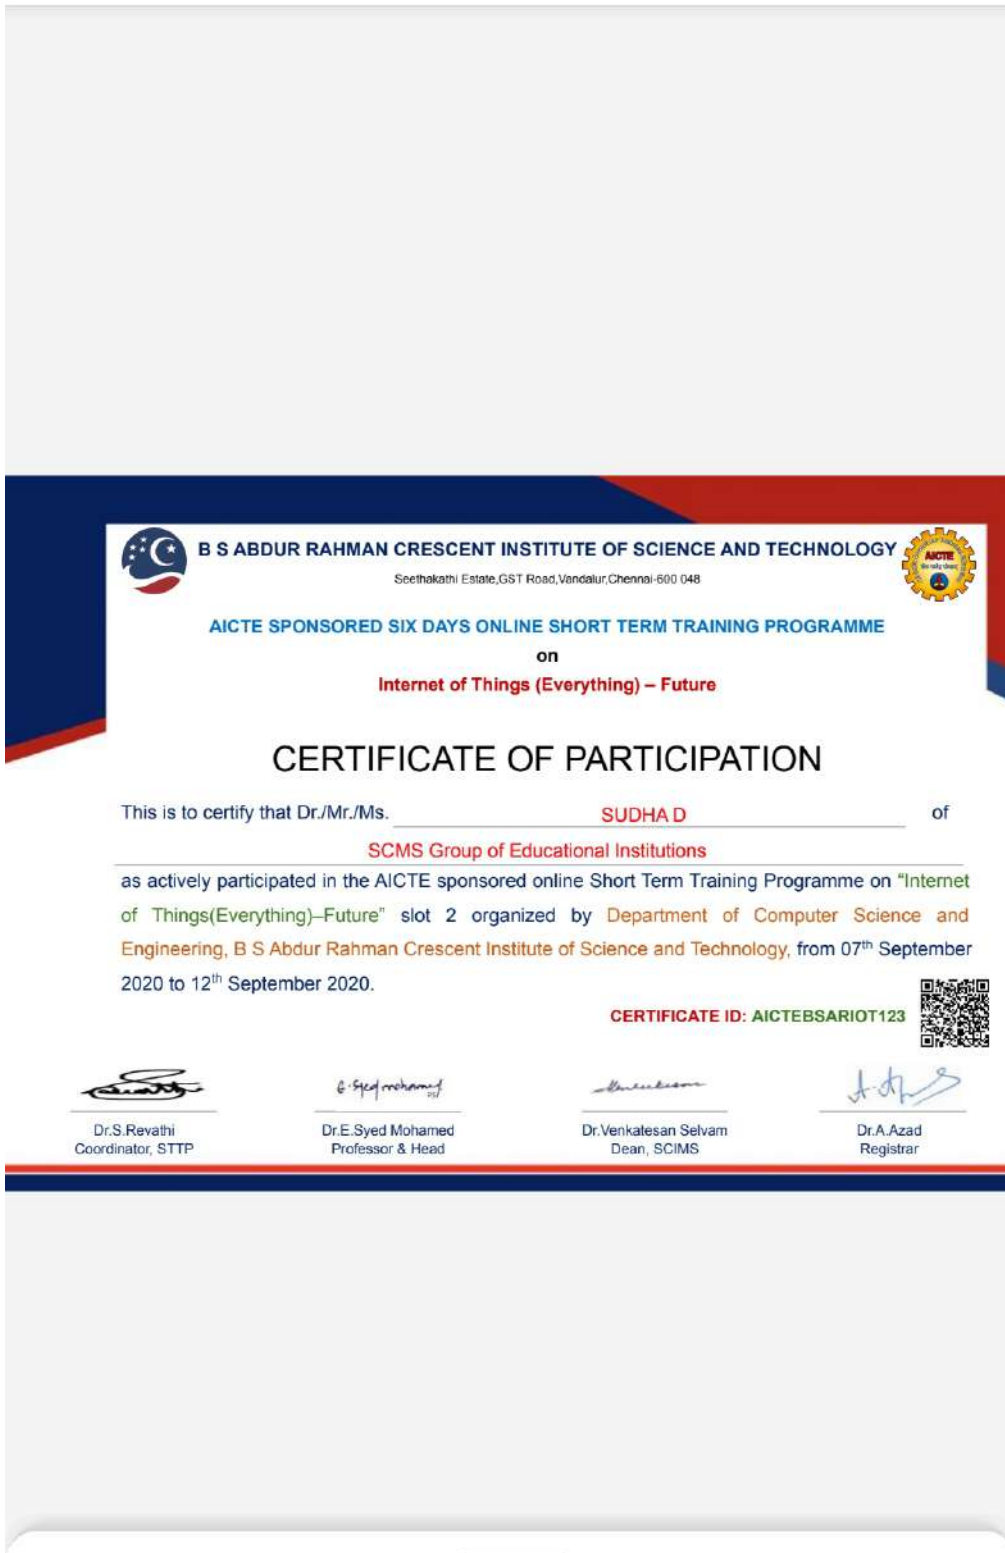 B S ABDUR RAHMAN CRESCENT INSTITUTE OF SCIENCE AND TECHNOLOGY
Seethakathi Estate,GST Road,Vandalur,Chennai-600 048
AICTE
AICTE SPONSORED SIX DAYS ONLINE SHORT TERM TRAINING PROGRAMME
on
Internet of Things (Everything) – Future
CERTIFICATE OF PARTICIPATION
This is to certify that Dr./Mr./Ms. SUDHA D of
SCMS Group of Educational Institutions
as actively participated in the AICTE sponsored online Short Term Training Programme on “Internet
of Things(Everything)–Future” slot 2 organized by Department of Computer Science and
Engineering, B S Abdur Rahman Crescent Institute of Science and Technology, from 07th September
2020 to 12th September 2020.
CERTIFICATE ID: AICTEBSARIOT123
Dr.S.Revathi Dr.E.Syed Mohamed Dr.Venkatesan Selvam Dr.A.Azad
Coordinator, STTP Professor & Head Dean, SCIMS Registrar